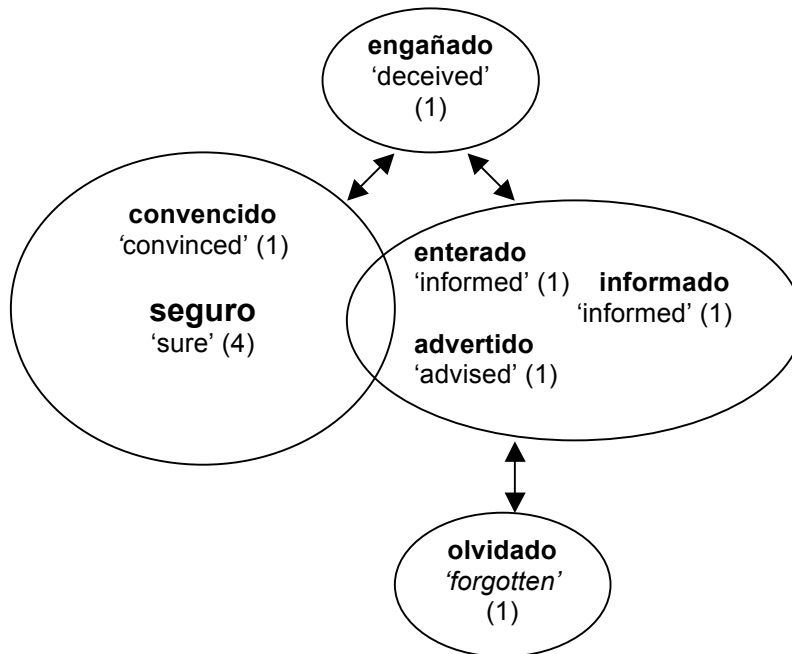 engañado
‘deceived’
(1)
convencido
‘convinced’ (1)
seguro
‘sure’ (4)
enterado
‘informed’ (1)
informado
‘informed’ (1)
advertido
‘advised’ (1)
olvidado
‘forgotten’
(1)